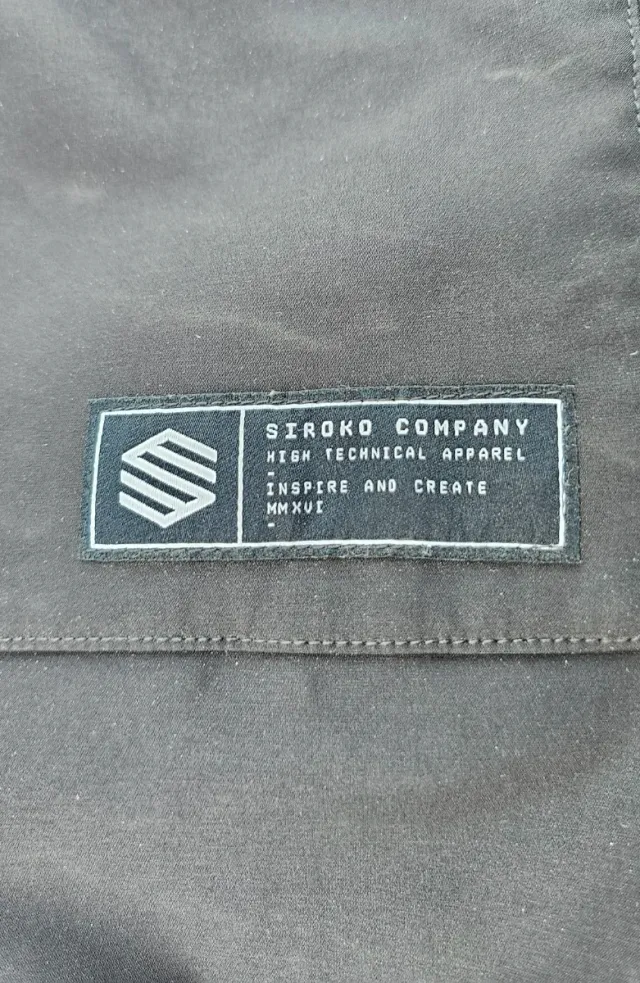 SIROKO COMPANY
HIGH TECHNICAL APPAREL
-
INSPIRE AND CREATE
MMXVI
-